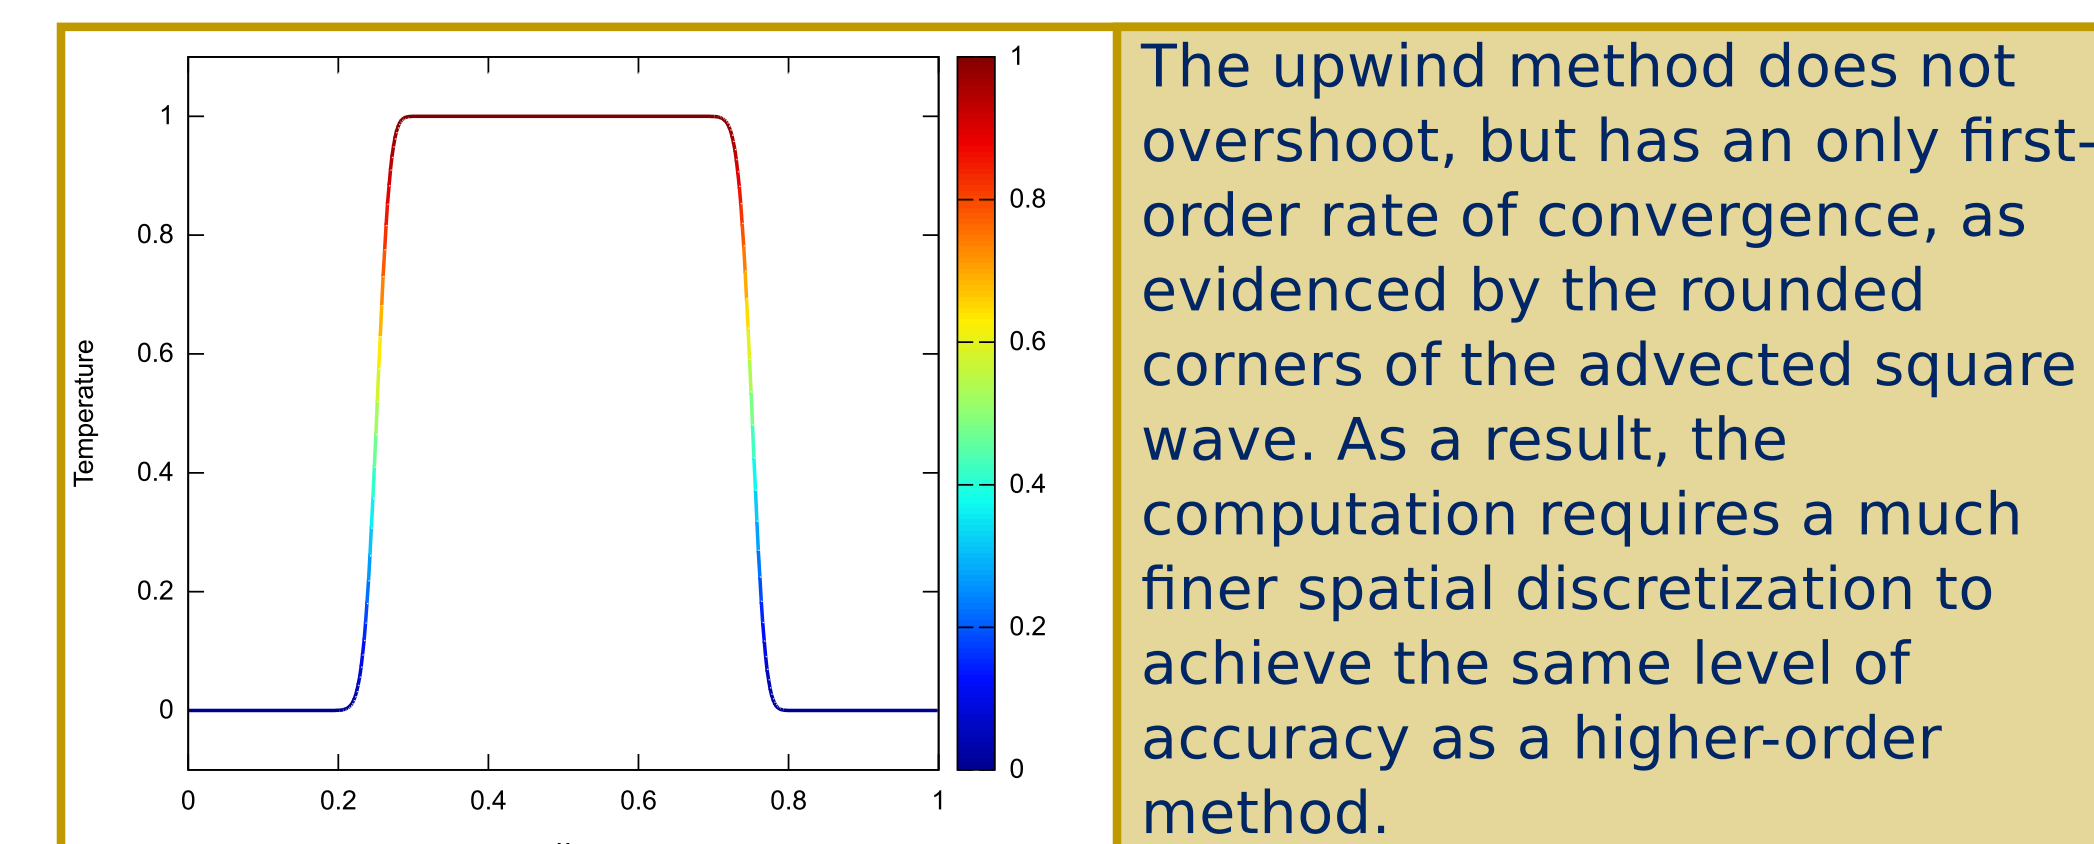 1
0.8
0.6
0.4
0.2
0
Temperature
0
0.2
0.4
0.6
0.8
1
1
0.8
0.6
0.4
0.2
0
The upwind method does not
overshoot, but has an only first-
order rate of convergence, as
evidenced by the rounded
corners of the advected square
wave. As a result, the
computation requires a much
finer spatial discretization to
achieve the same level of
accuracy as a higher-order
method.